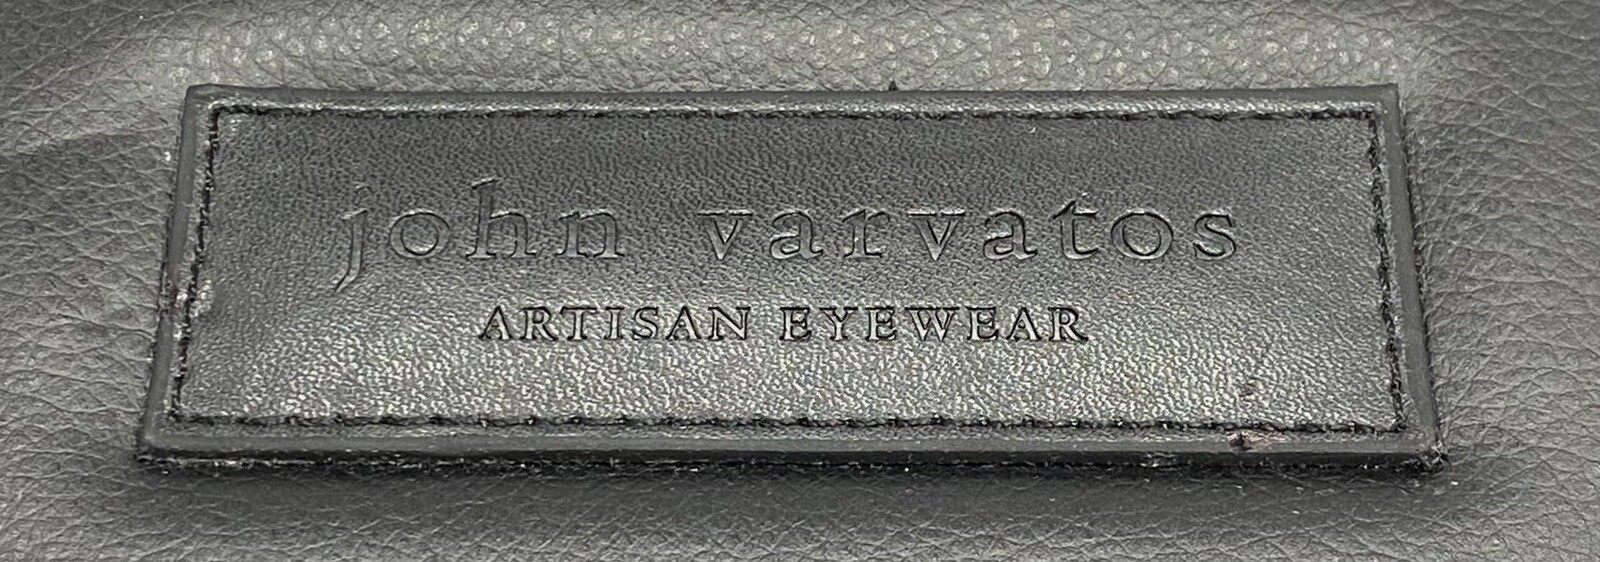 john varvatos
ARTISAN EYEWEAR